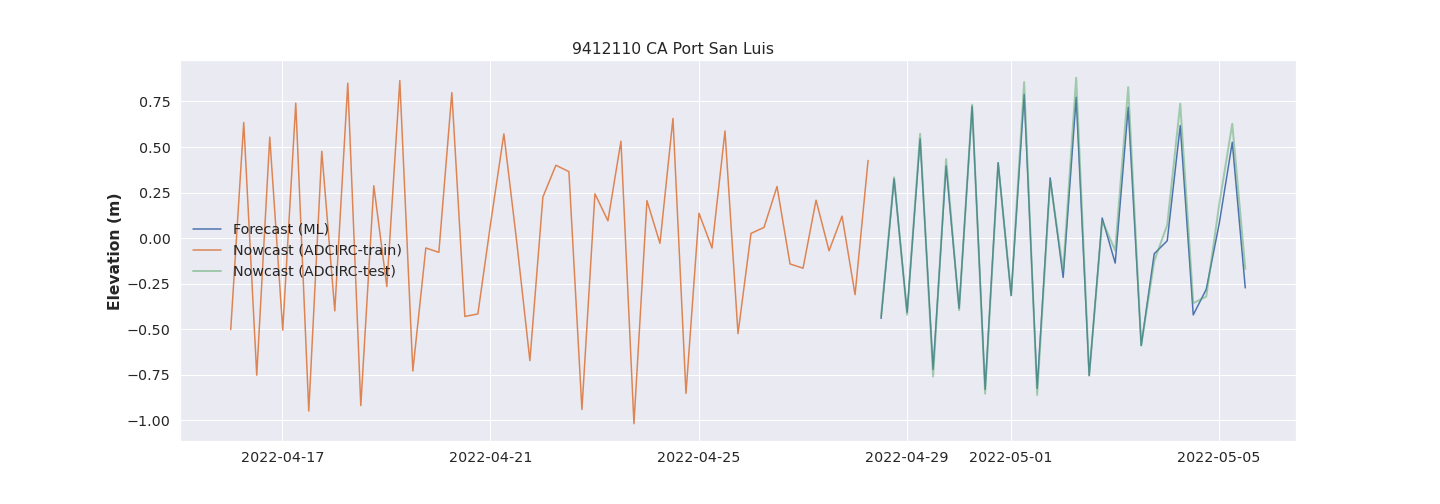 9412110 CA Port San Luis
Elevation (m)
0.75
0.50
0.25
0.00
−0.25
−0.50
−0.75
−1.00
Forecast (ML)
Nowcast (ADCIRC-train)
Nowcast (ADCIRC-test)
2022-04-17 2022-04-21 2022-04-25 2022-04-29 2022-05-01 2022-05-05